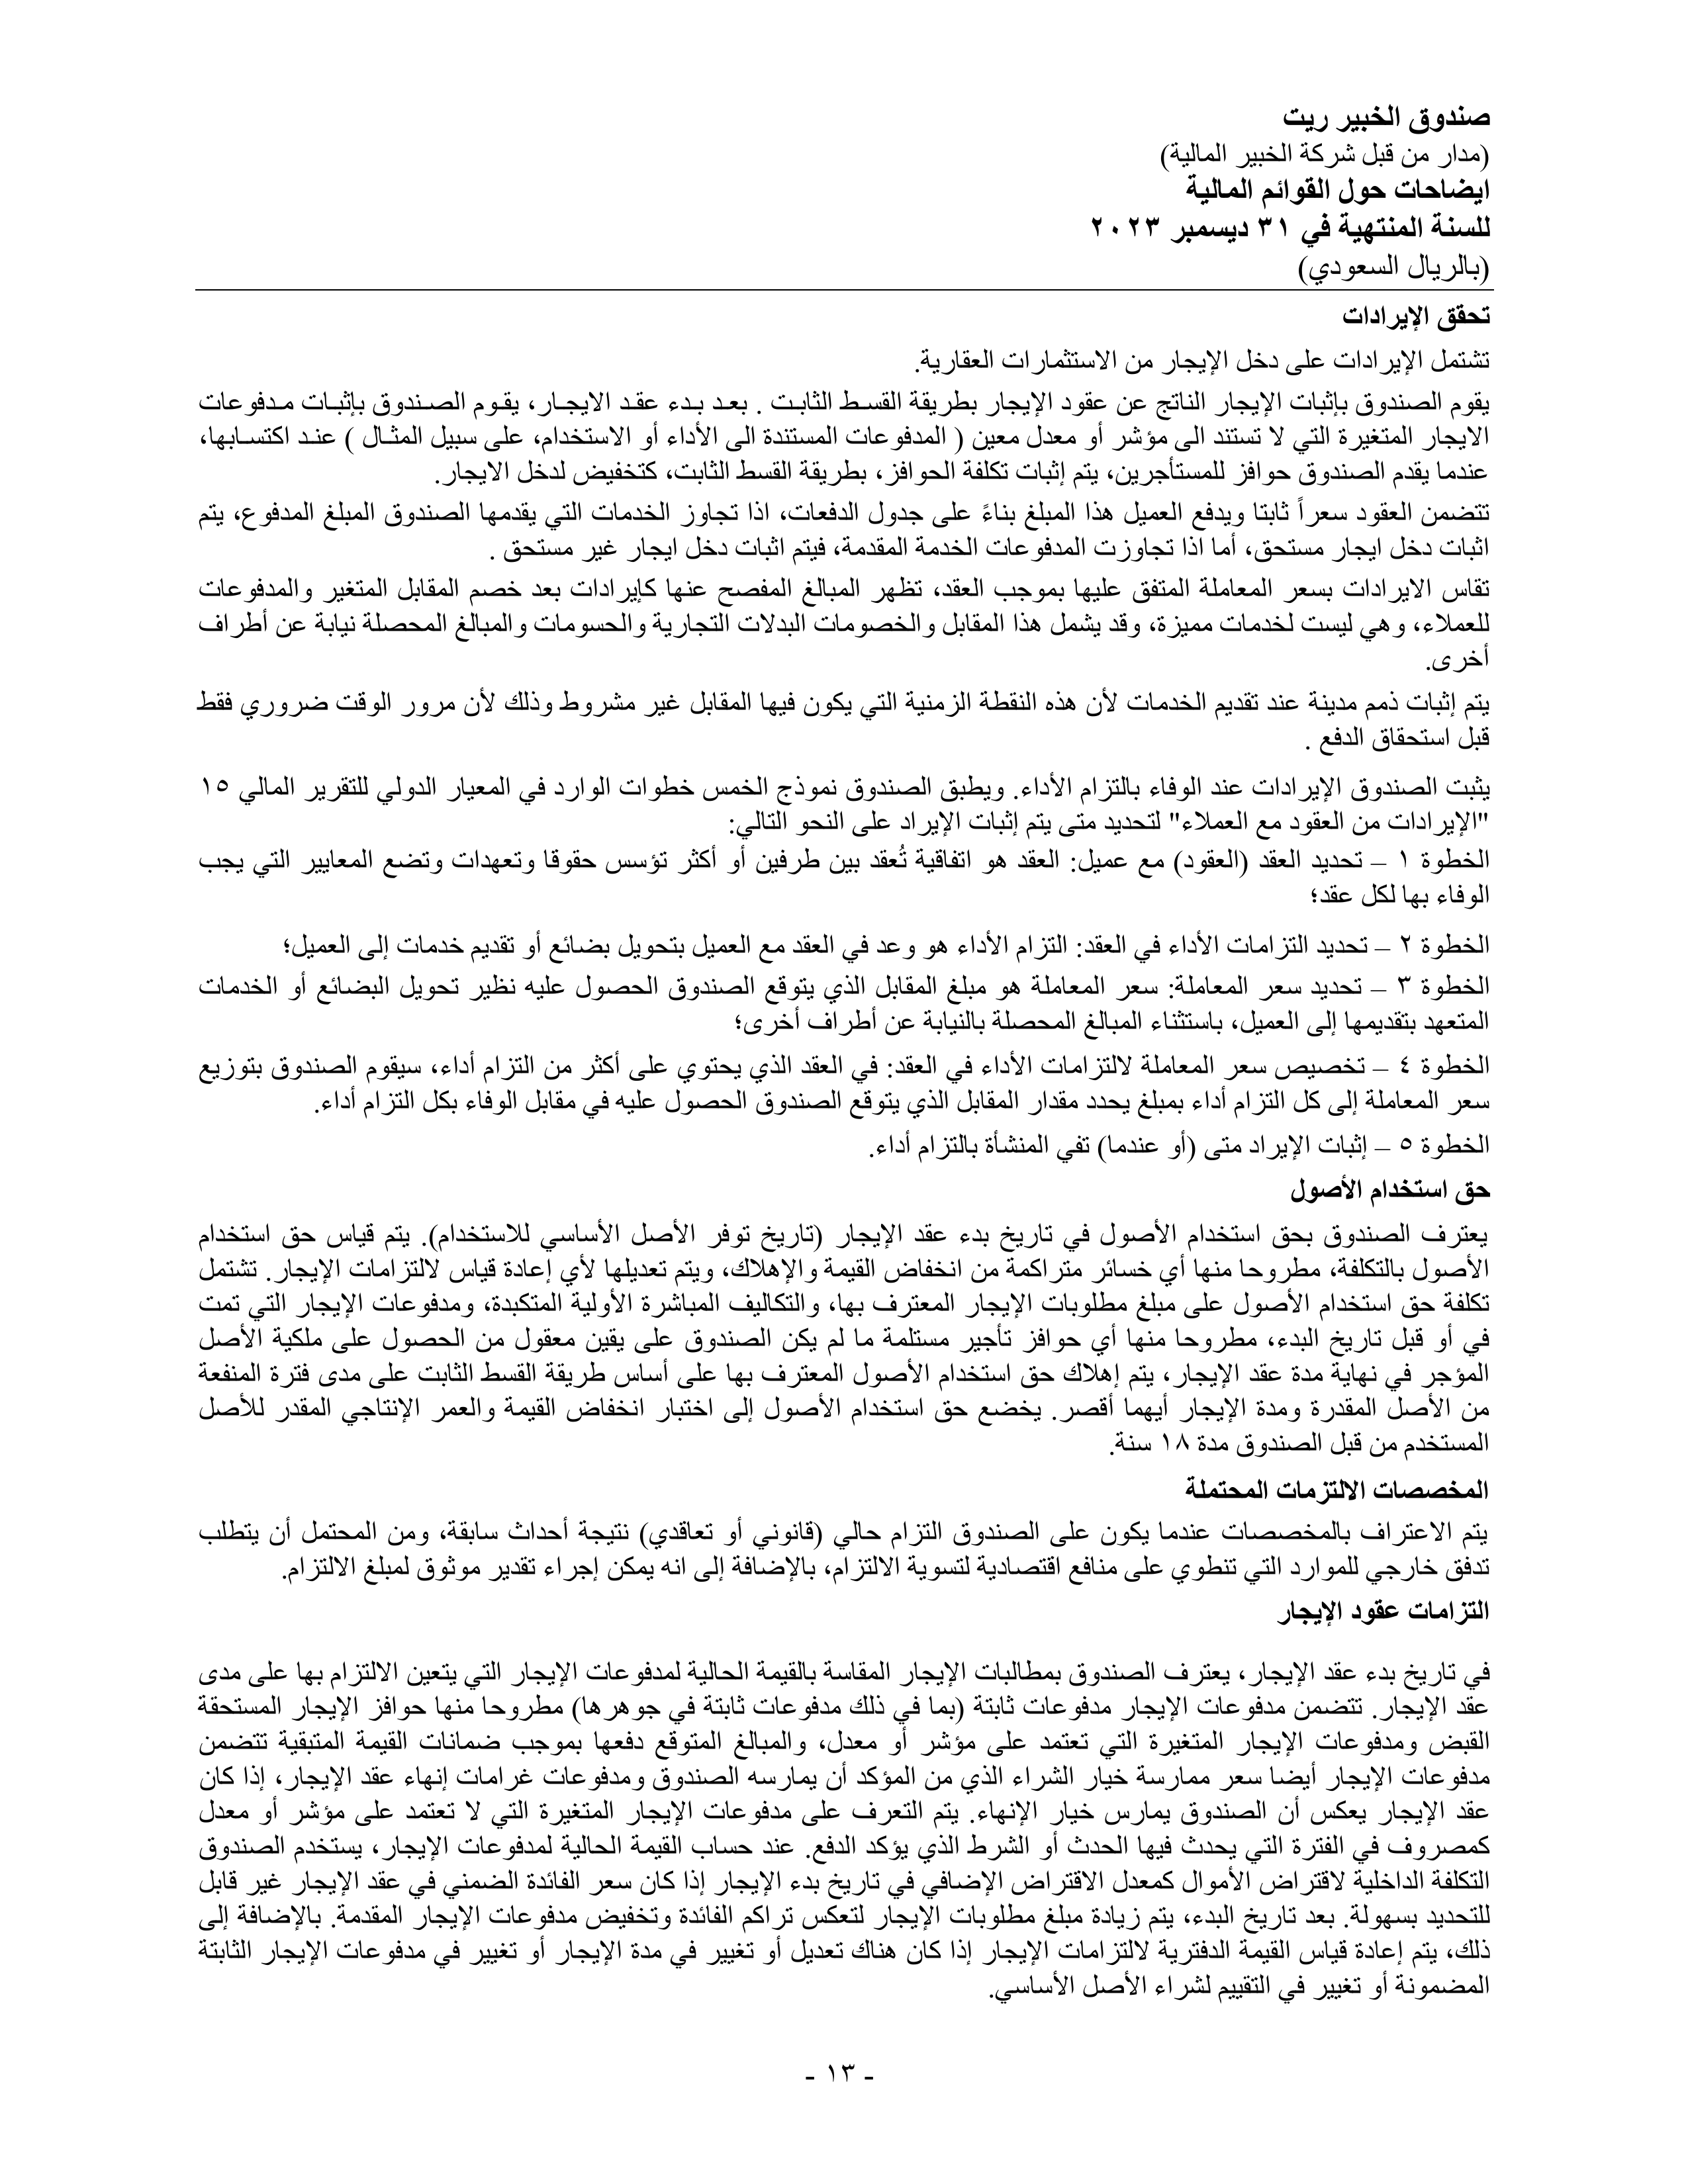 صندوق الخبير ريت
(مدار من قبل شركة الخبير المالية)
ايضاحات حول القوائم المالية
للسنة المنتهية في ٣١ ديسمبر ٢٠٢٣
(بالريال السعودي)
تحقق الإيرادات
تشتمل الإيرادات على دخل الإيجار من الاستثمارات العقارية.
يقوم الصندوق بإثبات الإيجار الناتج عن عقود الإيجار بطريقة القسط الثابت . بعد بدء عقد الايجار، يقوم الصندوق بإثبات مدفوعات
الايجار المتغيرة التي لا تستند الى مؤشر أو معدل معين ( المدفوعات المستندة الى الأداء أو الاستخدام، على سبيل المثال ) عند اكتسابها،
عندما يقدم الصندوق حوافز للمستأجرين، يتم إثبات تكلفة الحوافز، بطريقة القسط الثابت، كتخفيض لدخل الايجار.
تتضمن العقود سعراً ثابتا ويدفع العميل هذا المبلغ بناءً على جدول الدفعات، اذا تجاوز الخدمات التي يقدمها الصندوق المبلغ المدفوع، يتم
اثبات دخل ايجار مستحق، أما اذا تجاوزت المدفوعات الخدمة المقدمة، فيتم اثبات دخل ايجار غير مستحق .
تقاس الايرادات بسعر المعاملة المتفق عليها بموجب العقد، تظهر المبالغ المفصح عنها كإيرادات بعد خصم المقابل المتغير والمدفوعات
للعملاء، وهي ليست لخدمات مميزة، وقد يشمل هذا المقابل والخصومات البدلات التجارية والحسومات والمبالغ المحصلة نيابة عن أطراف
أخرى.
يتم إثبات ذمم مدينة عند تقديم الخدمات لأن هذه النقطة الزمنية التي يكون فيها المقابل غير مشروط وذلك لأن مرور الوقت ضروري فقط
قبل استحقاق الدفع .
يثبت الصندوق الإيرادات عند الوفاء بالتزام الأداء. ويطبق الصندوق نموذج الخمس خطوات الوارد في المعيار الدولي للتقرير المالي ١٥
"الإيرادات من العقود مع العملاء" لتحديد متى يتم إثبات الإيراد على النحو التالي:
الخطوة ١ – تحديد العقد (العقود) مع عميل: العقد هو اتفاقية تُعقد بين طرفين أو أكثر تؤسس حقوقا وتعهدات وتضع المعايير التي يجب
الوفاء بها لكل عقد؛
الخطوة ٢ – تحديد التزامات الأداء في العقد: التزام الأداء هو وعد في العقد مع العميل بتحويل بضائع أو تقديم خدمات إلى العميل؛
الخطوة ٣ – تحديد سعر المعاملة: سعر المعاملة هو مبلغ المقابل الذي يتوقع الصندوق الحصول عليه نظير تحويل البضائع أو الخدمات
المتعهد بتقديمها إلى العميل، باستثناء المبالغ المحصلة بالنيابة عن أطراف أخرى؛
الخطوة ٤ – تخصيص سعر المعاملة لالتزامات الأداء في العقد: في العقد الذي يحتوي على أكثر من التزام أداء، سيقوم الصندوق بتوزيع
سعر المعاملة إلى كل التزام أداء بمبلغ يحدد مقدار المقابل الذي يتوقع الصندوق الحصول عليه في مقابل الوفاء بكل التزام أداء.
الخطوة ٥ – إثبات الإيراد متى (أو عندما) تفي المنشأة بالتزام أداء.
حق استخدام الأصول
يعترف الصندوق بحق استخدام الأصول في تاريخ بدء عقد الإيجار (تاريخ توفر الأصل الأساسي للاستخدام). يتم قياس حق استخدام
الأصول بالتكلفة، مطروحا منها أي خسائر متراكمة من انخفاض القيمة والإهلاك، ويتم تعديلها لأي إعادة قياس لالتزامات الإيجار. تشتمل
تكلفة حق استخدام الأصول على مبلغ مطلوبات الإيجار المعترف بها، والتكاليف المباشرة الأولية المتكبدة، ومدفوعات الإيجار التي تمت
في أو قبل تاريخ البدء، مطروحا منها أي حوافز تأجير مستلمة ما لم يكن الصندوق على يقين معقول من الحصول على ملكية الأصل
المؤجر في نهاية مدة عقد الإيجار، يتم إهلاك حق استخدام الأصول المعترف بها على أساس طريقة القسط الثابت على مدى فترة المنفعة
من الأصل المقدرة ومدة الإيجار أيهما أقصر. يخضع حق استخدام الأصول إلى اختبار انخفاض القيمة والعمر الإنتاجي المقدر للأصل
المستخدم من قبل الصندوق مدة ١٨ سنة.
المخصصات الالتزمات المحتملة
يتم الاعتراف بالمخصصات عندما يكون على الصندوق التزام حالي (قانوني أو تعاقدي) نتيجة أحداث سابقة، ومن المحتمل أن يتطلب
تدفق خارجي للموارد التي تنطوي على منافع اقتصادية لتسوية الالتزام، بالإضافة إلى انه يمكن إجراء تقدير موثوق لمبلغ الالتزام.
التزامات عقود الإيجار
في تاريخ بدء عقد الإيجار، يعترف الصندوق بمطالبات الإيجار المقاسة بالقيمة الحالية لمدفوعات الإيجار التي يتعين الالتزام بها على مدى
عقد الإيجار. تتضمن مدفوعات الإيجار مدفوعات ثابتة (بما في ذلك مدفوعات ثابتة في جوهرها) مطروحا منها حوافز الإيجار المستحقة
القبض ومدفوعات الإيجار المتغيرة التي تعتمد على مؤشر أو معدل، والمبالغ المتوقع دفعها بموجب ضمانات القيمة المتبقية تتضمن
مدفوعات الإيجار أيضا سعر ممارسة خيار الشراء الذي من المؤكد أن يمارسه الصندوق ومدفوعات غرامات إنهاء عقد الإيجار، إذا كان
عقد الإيجار يعكس أن الصندوق يمارس خيار الإنهاء. يتم التعرف على مدفوعات الإيجار المتغيرة التي لا تعتمد على مؤشر أو معدل
كمصروف في الفترة التي يحدث فيها الحدث أو الشرط الذي يؤكد الدفع. عند حساب القيمة الحالية لمدفوعات الإيجار، يستخدم الصندوق
التكلفة الداخلية لاقتراض الأموال كمعدل الاقتراض الإضافي في تاريخ بدء الإيجار إذا كان سعر الفائدة الضمني في عقد الإيجار غير قابل
للتحديد بسهولة. بعد تاريخ البدء، يتم زيادة مبلغ مطلوبات الإيجار لتعكس تراكم الفائدة وتخفيض مدفوعات الإيجار المقدمة. بالإضافة إلى
ذلك، يتم إعادة قياس القيمة الدفترية لالتزامات الإيجار إذا كان هناك تعديل أو تغيير في مدة الإيجار أو تغيير في مدفوعات الإيجار الثابتة
المضمونة أو تغيير في التقييم لشراء الأصل الأساسي.
- ١٣ -